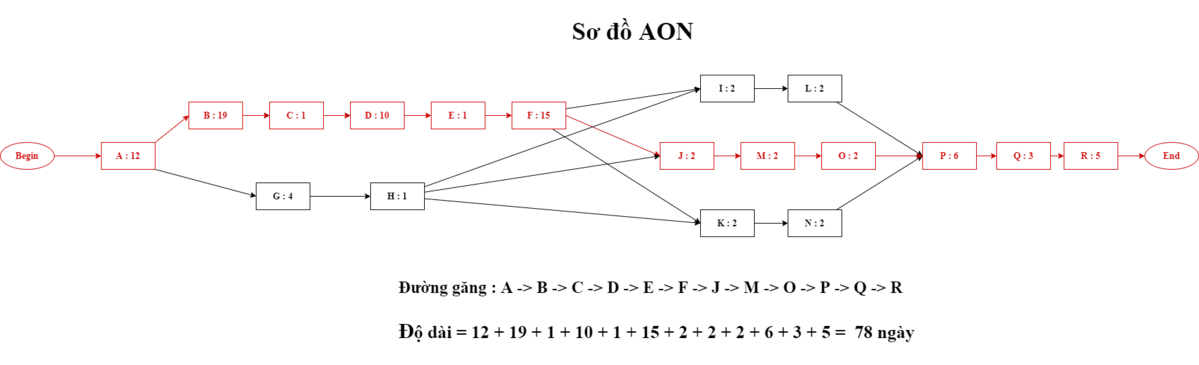 Sơ đồ AON
I : 2
L : 2
B : 19
C : 1
D : 10
E : 1
F : 15
Begin
A : 12
J : 2
M : 2
O : 2
P : 6
Q : 3
R : 5
End
G : 4
H : 1
K : 2
N : 2
Đường găng : A -> B -> C -> D -> E -> F -> J -> M -> O -> P -> Q -> R
Độ dài = 12 + 19 + 1 + 10 + 1 + 15 + 2 + 2 + 2 + 6 + 3 + 5 = 78 ngày